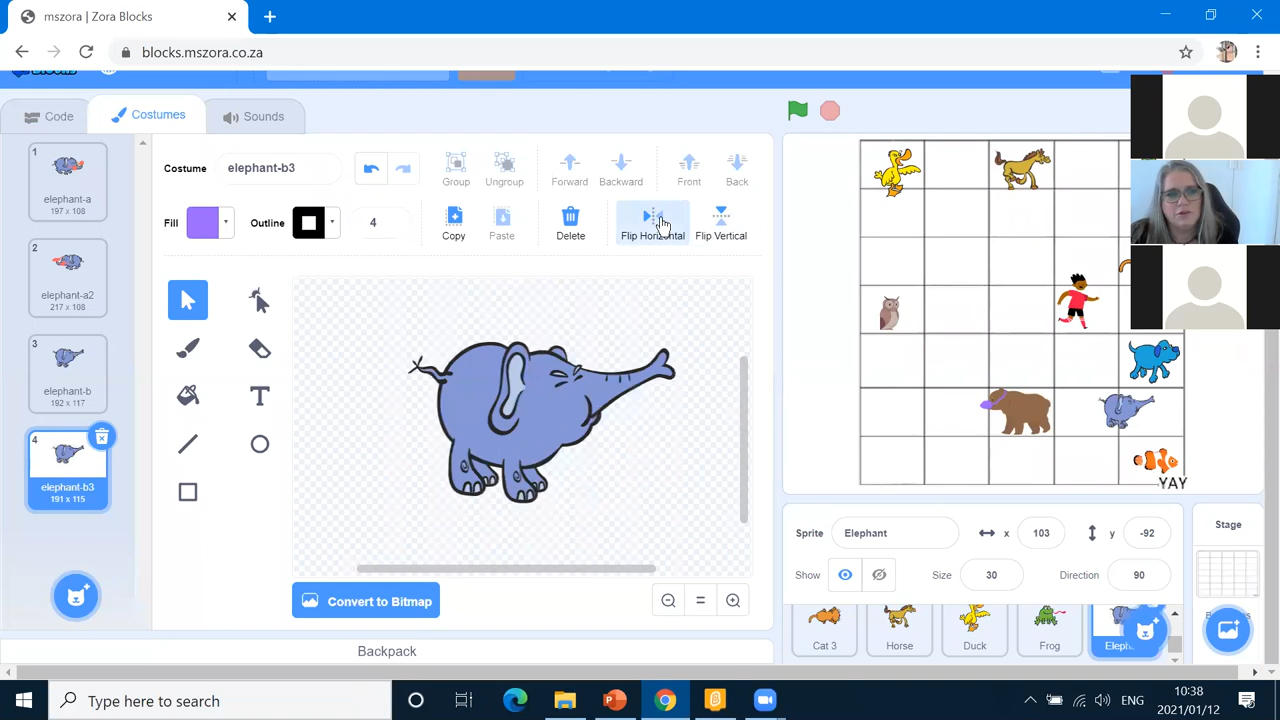 mszora | Zora Blocks
blocks.mszora.co.za
Code
Costumes
Sounds
1
elephant-a
197 x 108
2
elephant-a2
217 x 108
3
elephant-b
192 x 117
4
elephant-b3
191 x 115
Costume
elephant-b3
Group
Ungroup
Forward
Backward
Front
Back
Fill
Outline
4
Copy
Paste
Delete
Flip Horizontal
Flip Vertical
Convert to Bitmap
Backpack
YAY
Sprite
Elephant
x
103
y
-92
Show
Size
30
Direction
90
Stage
Cat 3
Horse
Duck
Frog
Type here to search
ENG
10:38
2021/01/12